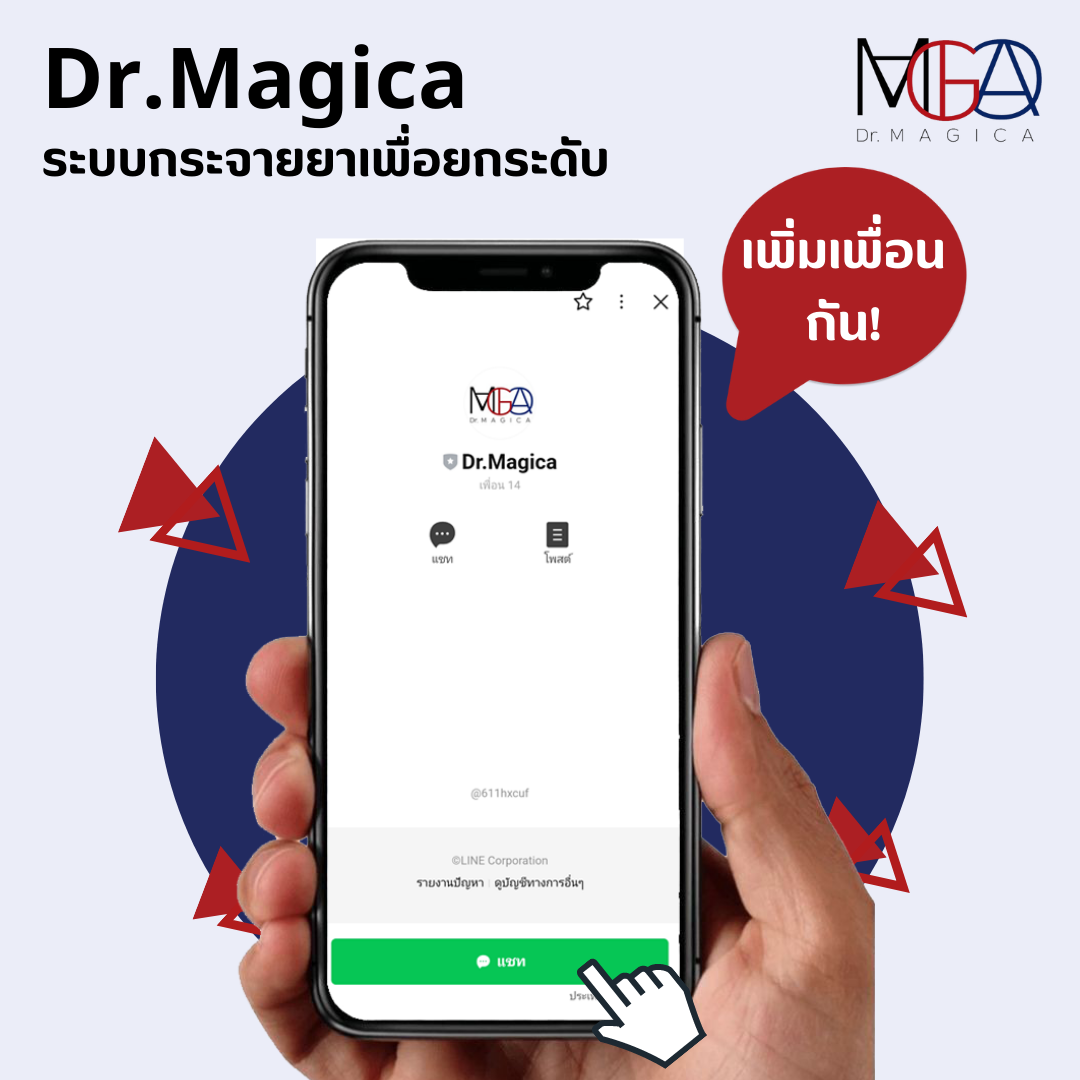 Dr.Magica
ระบบกระจายยาเพื่อยกระดับ
MGA
Dr. MAGICA
เพิ่มเพื่อน
กัน!
MGA
Dr. MAGICA
Dr.Magica
เพื่อน 14
แชท
โพสต์
@611hxcuf
©LINE Corporation
รายงานปัญหา | ดูบัญชีทางการอื่นๆ
แชท